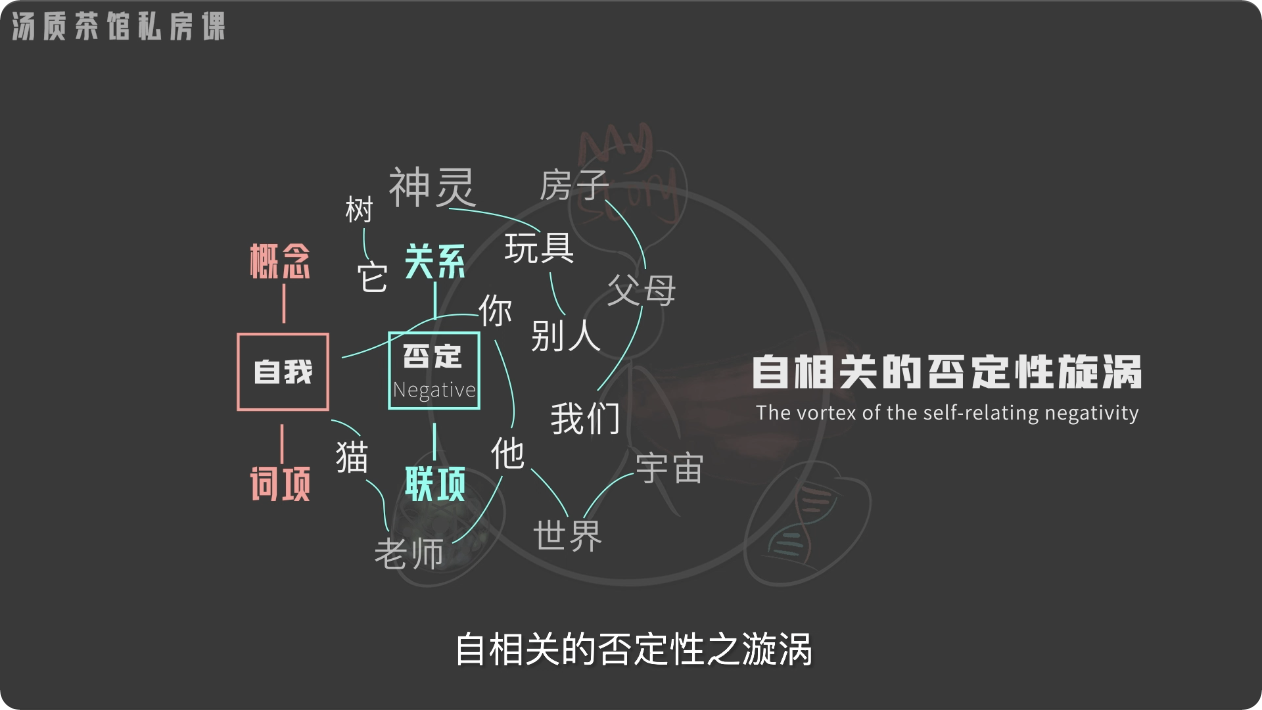 汤质茶馆私房课
My
story
神灵
房子
树
玩具
概念
关系
它
父母
你
别人
自我
否定
Negative
自相关的否定性旋涡
The vortex of the self-relating negativity
我们
猫
他
宇宙
词项
联项
世界
老师
自相关的否定性之漩涡